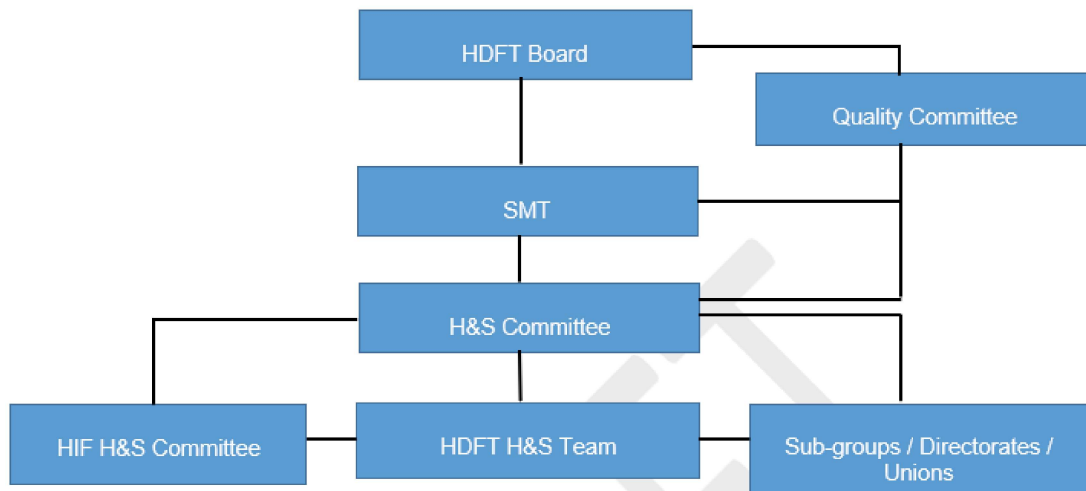 HDFT Board
Quality Committee
SMT
H&S Committee
HIF H&S Committee
HDFT H&S Team
Sub-groups / Directorates /
Unions